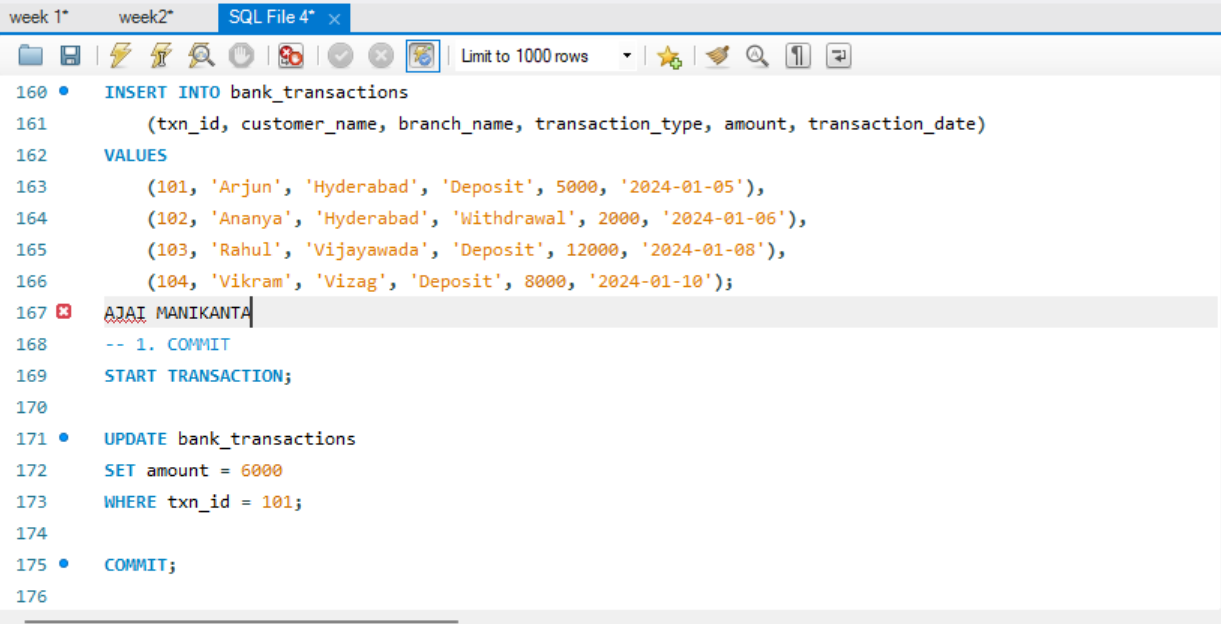 week 1* week2* SQL File 4*
Limit to 1000 rows
160 INSERT INTO bank_transactions
161 (txn_id, customer_name, branch_name, transaction_type, amount, transaction_date)
162 VALUES
163 (101, 'Arjun', 'Hyderabad', 'Deposit', 5000, '2024-01-05'),
164 (102, 'Ananya', 'Hyderabad', 'Withdrawal', 2000, '2024-01-06'),
165 (103, 'Rahul', 'Vijayawada', 'Deposit', 12000, '2024-01-08'),
166 (104, 'Vikram', 'Vizag', 'Deposit', 8000, '2024-01-10');
167 AJAI MANIKANTA
168 -- 1. COMMIT
169 START TRANSACTION;
170
171 UPDATE bank_transactions
172 SET amount = 6000
173 WHERE txn_id = 101;
174
175 COMMIT;
176